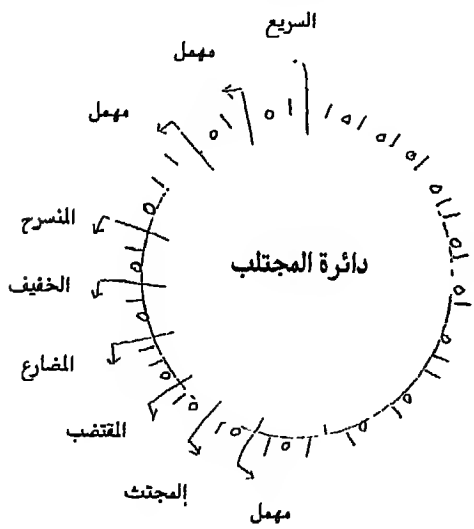 السريع
مهمل
مهمل
المنسرح
الخفيف
المضارع
المقتضب
المجتث
مهمل
دائرة المجتلب